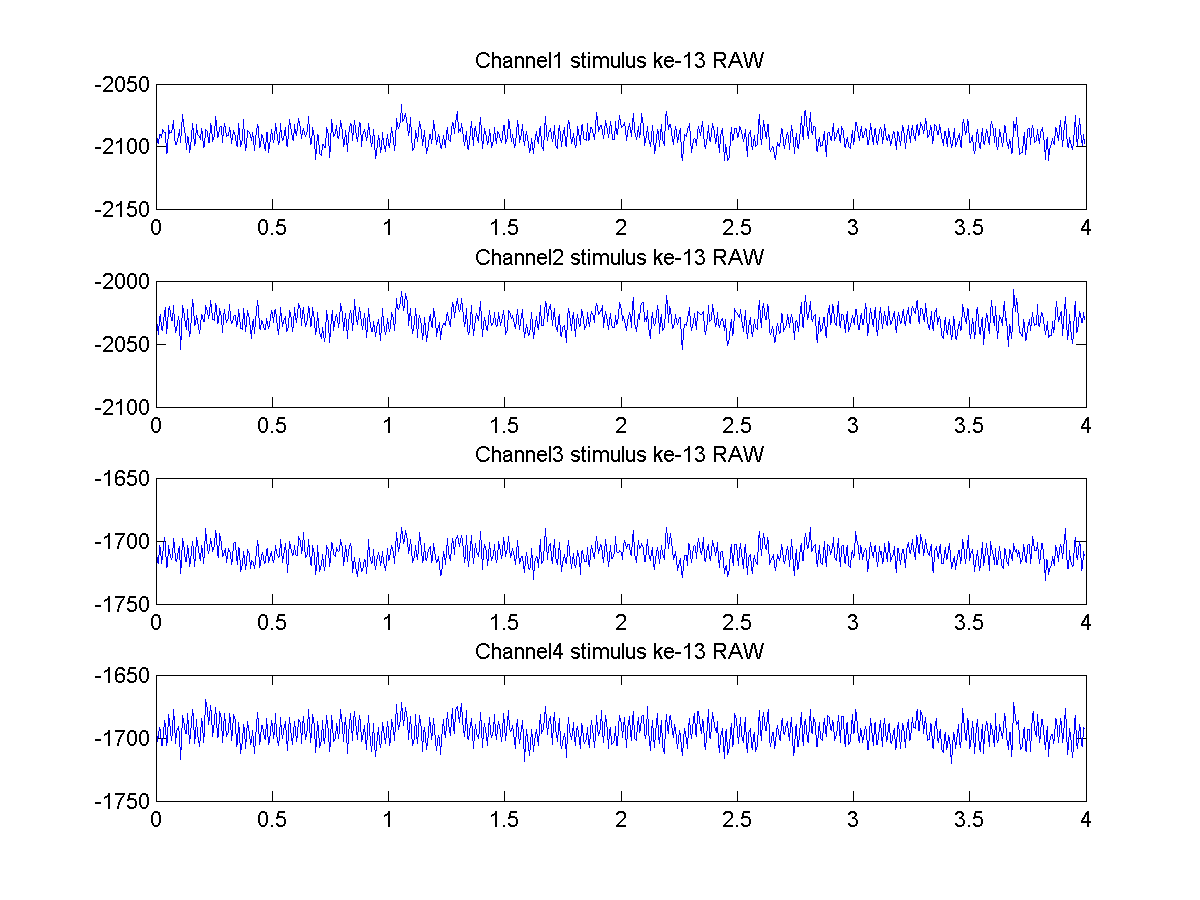 Channel1 stimulus ke-13 RAW
-2050
-2100
-2150
0 0.5 1 1.5 2 2.5 3 3.5 4
Channel2 stimulus ke-13 RAW
-2000
-2050
-2100
0 0.5 1 1.5 2 2.5 3 3.5 4
Channel3 stimulus ke-13 RAW
-1650
-1700
-1750
0 0.5 1 1.5 2 2.5 3 3.5 4
Channel4 stimulus ke-13 RAW
-1650
-1700
-1750
0 0.5 1 1.5 2 2.5 3 3.5 4